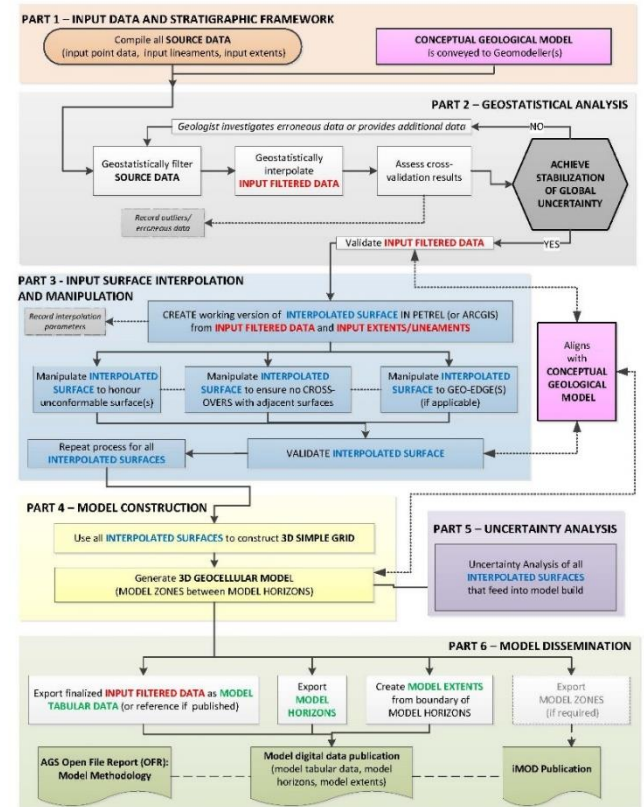 PART 1 – INPUT DATA AND STRATIGRAPHIC FRAMEWORK
Compile all SOURCE DATA
(input point data, input lineaments, input extents)
CONCEPTUAL GEOLOGICAL MODEL
is conveyed to Geomodeller(s)
PART 2 – GEOSTATISTICAL ANALYSIS
Geologist investigates erroneous data or provides additional data
NO
Geostatistically filter
SOURCE DATA
Geostatistically
interpolate
INPUT FILTERED DATA
Assess cross-
validation results
ACHIEVE
STABILIZATION
OF GLOBAL
UNCERTAINTY
Record outliers/
erroneous data
Validate INPUT FILTERED DATA
YES
PART 3 - INPUT SURFACE INTERPOLATION
AND MANIPULATION
Record interpolation
parameters
CREATE working version of INTERPOLATED SURFACE IN PETREL (or ARCGIS)
from INPUT FILTERED DATA and INPUT EXTENTS/LINEAMENTS
Manipulate INTERPOLATED
SURFACE to honour
unconformable surface(s)
Manipulate INTERPOLATED
SURFACE to ensure no CROSS-
OVERS with adjacent surfaces
Manipulate INTERPOLATED
SURFACE to GEO-EDGE(S)
(if applicable)
Aligns
with
CONCEPTUAL
GEOLOGICAL
MODEL
Repeat process for all
INTERPOLATED SURFACES
VALIDATE INTERPOLATED SURFACE
PART 4 – MODEL CONSTRUCTION
Use all INTERPOLATED SURFACES to construct 3D SIMPLE GRID
Generate 3D GEOCELLULAR MODEL
(MODEL ZONES between MODEL HORIZONS)
PART 5 – UNCERTAINTY ANALYSIS
Uncertainty Analysis of all
INTERPOLATED SURFACES
that feed into model build
PART 6 – MODEL DISSEMINATION
Export finalized INPUT FILTERED DATA as MODEL
TABULAR DATA (or reference if published)
Export
MODEL
HORIZONS
Create MODEL EXTENTS
from boundary of
MODEL HORIZONS
Export
MODEL ZONES
(if required)
AGS Open File Report (OFR):
Model Methodology
Model digital data publication
(model tabular data, model
horizons, model extents)
iMOD Publication